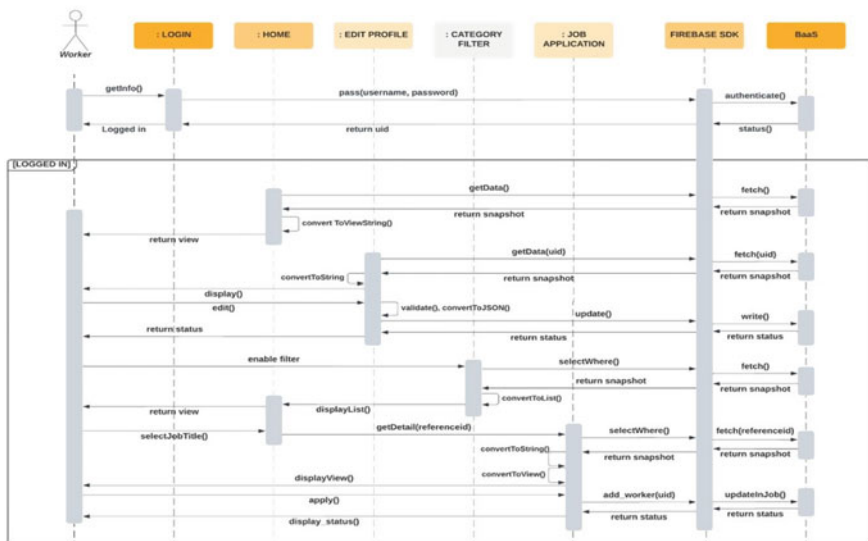 Worker
: LOGIN
: HOME
: EDIT PROFILE
: CATEGORY
FILTER
: JOB
APPLICATION
FIREBASE SDK
BaaS
getInfo()
pass(username, password)
authenticate()
Logged in
return uid
status()
[LOGGED IN]
getData()
fetch()
return snapshot
return snapshot
convert ToViewString()
return view
getData(uid)
fetch(uid)
convertToString
return snapshot
return snapshot
display()
edit()
validate(), convertToJSON()
update()
write()
return status
return status
return status
enable filter
selectWhere()
fetch()
return snapshot
return snapshot
convertToList()
return view
displayList()
selectJobTitle()
getDetail(referenceid)
selectWhere()
fetch(referenceid)
convertToString()
return snapshot
return snapshot
convertToView()
displayView()
apply()
add_worker(uid)
updateInJob()
display_status()
return status
return status